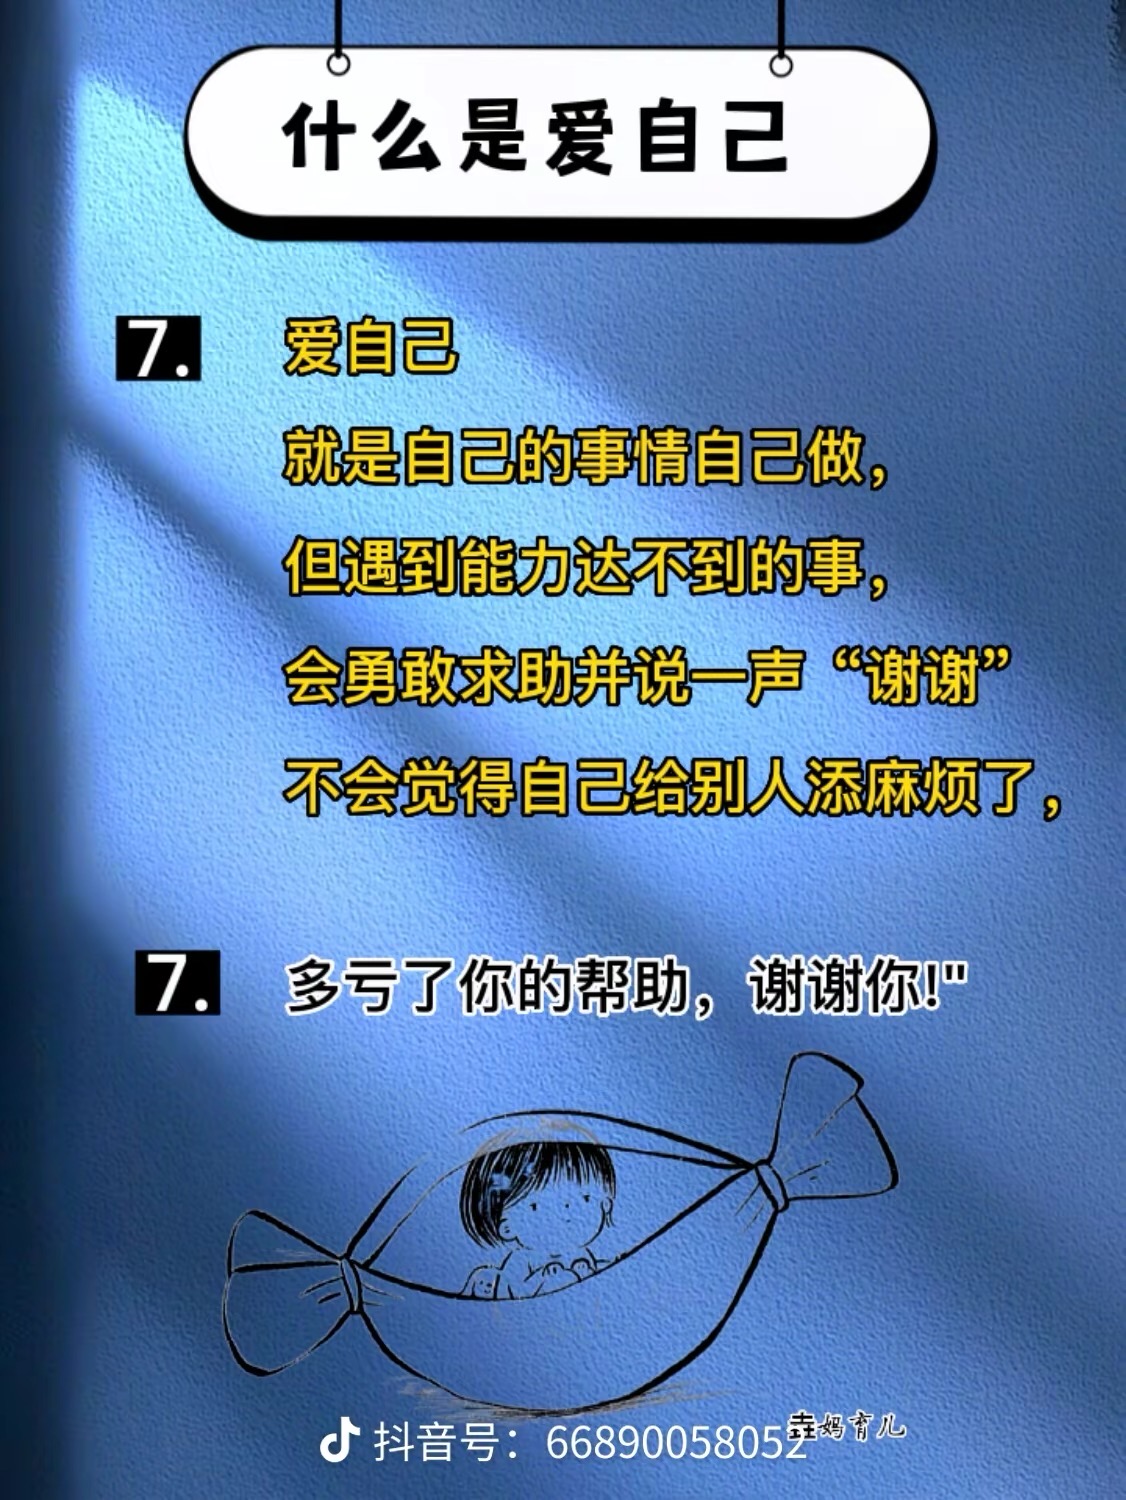 什么是爱自己
7. 爱自己
就是自己的事情自己做，
但遇到能力达不到的事，
会勇敢求助并说一声“谢谢”
不会觉得自己给别人添麻烦了，
7. 多亏了你的帮助，谢谢你!"
抖音号：66890058052
壵妈育儿